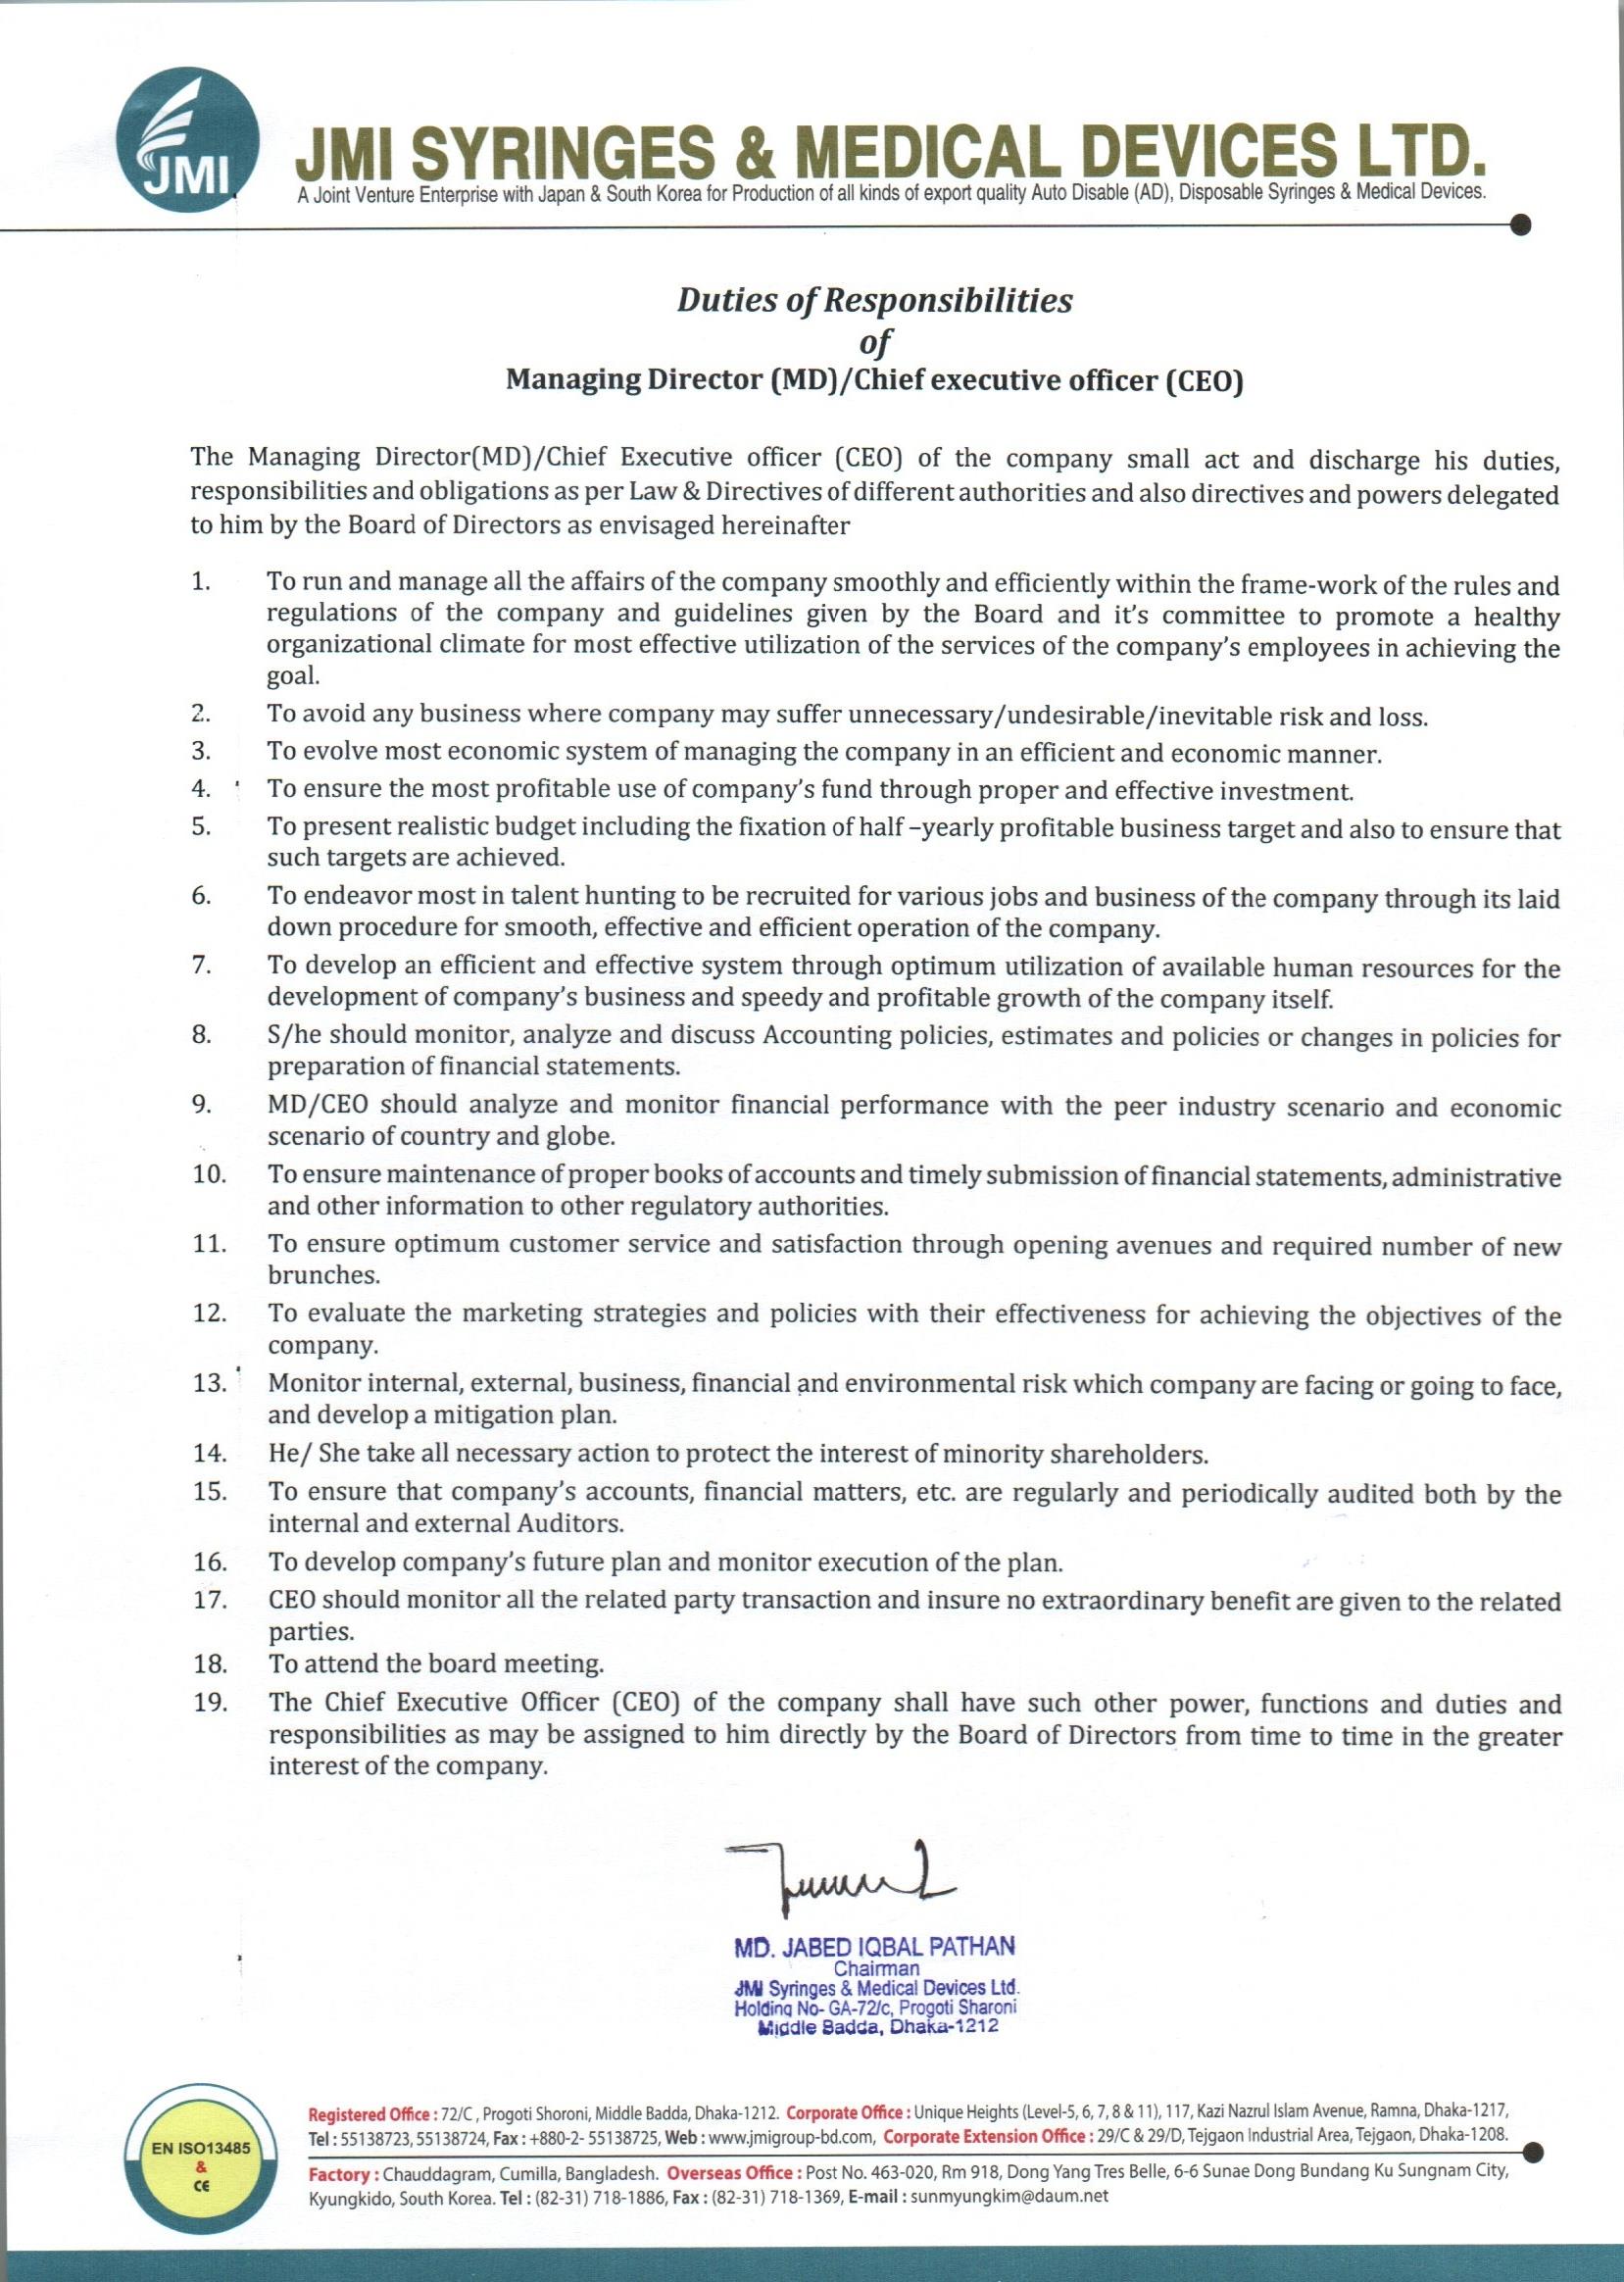 JMI
JMI SYRINGES & MEDICAL DEVICES LTD.
A Joint Venture Enterprise with Japan & South Korea for Production of all kinds of export quality Auto Disable (AD), Disposable Syringes & Medical Devices.
Duties of Responsibilities
of
Managing Director (MD)/Chief executive officer (CEO)
The Managing Director(MD)/Chief Executive officer (CEO) of the company small act and discharge his duties,
responsibilities and obligations as per Law & Directives of different authorities and also directives and powers delegated
to him by the Board of Directors as envisaged hereinafter
1. To run and manage all the affairs of the company smoothly and efficiently within the frame-work of the rules and
regulations of the company and guidelines given by the Board and it's committee to promote a healthy
organizational climate for most effective utilization of the services of the company's employees in achieving the
goal.
2. To avoid any business where company may suffer unnecessary/undesirable/inevitable risk and loss.
3. To evolve most economic system of managing the company in an efficient and economic manner.
4. To ensure the most profitable use of company's fund through proper and effective investment.
5. To present realistic budget including the fixation of half –yearly profitable business target and also to ensure that
such targets are achieved.
6. To endeavor most in talent hunting to be recruited for various jobs and business of the company through its laid
down procedure for smooth, effective and efficient operation of the company.
7. To develop an efficient and effective system through optimum utilization of available human resources for the
development of company's business and speedy and profitable growth of the company itself.
8. S/he should monitor, analyze and discuss Accounting policies, estimates and policies or changes in policies for
preparation of financial statements.
9. MD/CEO should analyze and monitor financial performance with the peer industry scenario and economic
scenario of country and globe.
10. To ensure maintenance of proper books of accounts and timely submission of financial statements, administrative
and other information to other regulatory authorities.
11. To ensure optimum customer service and satisfaction through opening avenues and required number of new
brunches.
12. To evaluate the marketing strategies and policies with their effectiveness for achieving the objectives of the
company.
13. Monitor internal, external, business, financial and environmental risk which company are facing or going to face,
and develop a mitigation plan.
14. He/ She take all necessary action to protect the interest of minority shareholders.
15. To ensure that company's accounts, financial matters, etc. are regularly and periodically audited both by the
internal and external Auditors.
16. To develop company's future plan and monitor execution of the plan.
17. CEO should monitor all the related party transaction and insure no extraordinary benefit are given to the related
parties.
18. To attend the board meeting.
19. The Chief Executive Officer (CEO) of the company shall have such other power, functions and duties and
responsibilities as may be assigned to him directly by the Board of Directors from time to time in the greater
interest of the company.
MD. JABED IQBAL PATHAN
Chairman
JMI Syringes & Medical Devices Ltd.
Holding No- GA-72/c, Progoti Sharoni
Middle Badda, Dhaka-1212
EN ISO13485
&
CE
Registered Office : 72/C , Progoti Shoroni, Middle Badda, Dhaka-1212. Corporate Office : Unique Heights (Level-5, 6, 7, 8 & 11), 117, Kazi Nazrul Islam Avenue, Ramna, Dhaka-1217,
Tel : 55138723, 55138724, Fax : +880-2- 55138725, Web : www.jmigroup-bd.com, Corporate Extension Office : 29/C & 29/D, Tejgaon Industrial Area, Tejgaon, Dhaka-1208.
Factory : Chauddagram, Cumilla, Bangladesh. Overseas Office : Post No. 463-020, Rm 918, Dong Yang Tres Belle, 6-6 Sunae Dong Bundang Ku Sungnam City,
Kyungkido, South Korea. Tel : (82-31) 718-1886, Fax : (82-31) 718-1369, E-mail : sunmyungkim@daum.net